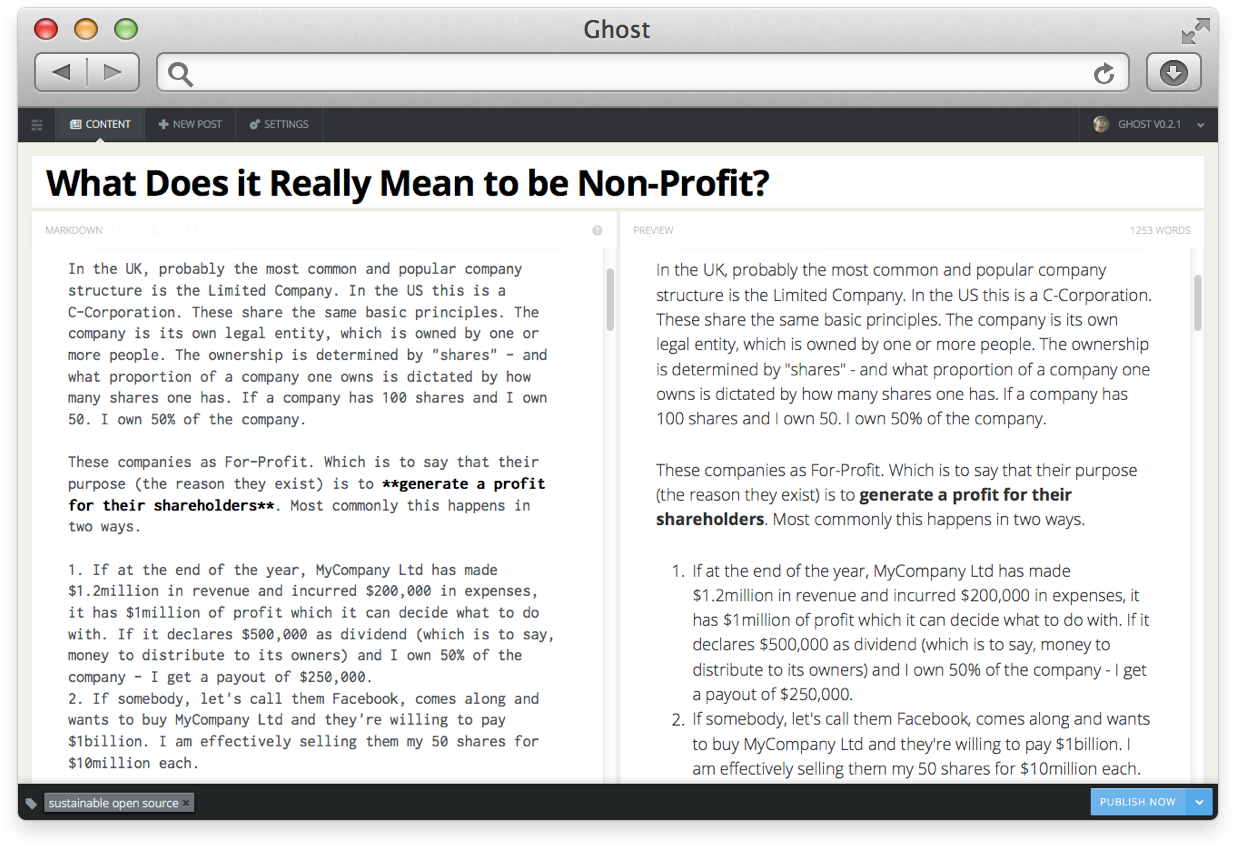 Ghost
CONTENT
NEW POST
SETTINGS
GHOST V0.2.1
What Does it Really Mean to be Non-Profit?
MARKDOWN
In the UK, probably the most common and popular company
structure is the Limited Company. In the US this is a
C-Corporation. These share the same basic principles. The
company is its own legal entity, which is owned by one or
more people. The ownership is determined by "shares" - and
what proportion of a company one owns is dictated by how
many shares one has. If a company has 100 shares and I own
50. I own 50% of the company.
These companies as For-Profit. Which is to say that their
purpose (the reason they exist) is to **generate a profit
for their shareholders**. Most commonly this happens in
two ways.
1. If at the end of the year, MyCompany Ltd has made
$1.2million in revenue and incurred $200,000 in expenses,
it has $1million of profit which it can decide what to do
with. If it declares $500,000 as dividend (which is to say,
money to distribute to its owners) and I own 50% of the
company - I get a payout of $250,000.
2. If somebody, let's call them Facebook, comes along and
wants to buy MyCompany Ltd and they're willing to pay
$1billion. I am effectively selling them my 50 shares for
$10million each.
PREVIEW
1253 WORDS
In the UK, probably the most common and popular company
structure is the Limited Company. In the US this is a C-Corporation.
These share the same basic principles. The company is its own
legal entity, which is owned by one or more people. The ownership
is determined by "shares" - and what proportion of a company one
owns is dictated by how many shares one has. If a company has
100 shares and I own 50. I own 50% of the company.
These companies as For-Profit. Which is to say that their purpose
(the reason they exist) is to generate a profit for their
shareholders. Most commonly this happens in two ways.
1. If at the end of the year, MyCompany Ltd has made
$1.2million in revenue and incurred $200,000 in expenses, it
has $1million of profit which it can decide what to do with. If it
declares $500,000 as dividend (which is to say, money to
distribute to its owners) and I own 50% of the company - I get
a payout of $250,000.
2. If somebody, let's call them Facebook, comes along and wants
to buy MyCompany Ltd and they're willing to pay $1billion. I
am effectively selling them my 50 shares for $10million each.
sustainable open source ×
PUBLISH NOW